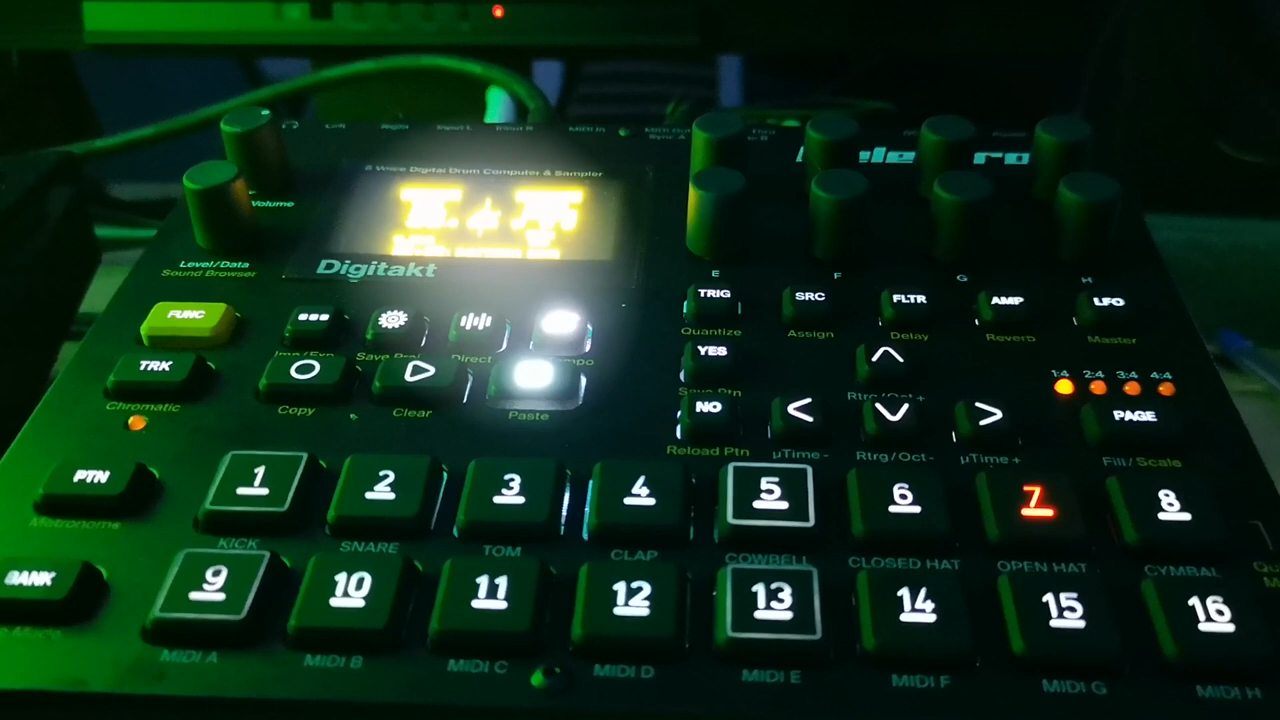 Input L
MIDI In
8 Voice Digital Drum Computer & Sampler
Volume
Digitakt
Level/Data
Sound Browser
E F G H
FUNC
TRIG SRC FLTR AMP LFO
Quantize Assign Delay Reverb Master
Direct
TRK
YES
Chromatic
Copy Clear Paste
1:4 2:4 3:4 4:4
NO
PAGE
Reload Ptn µTime- Rtrg/Oct- µTime+ Fill/Scale
PTN
Metronome
1 2 3 4 5 6 7 8
KICK SNARE TOM CLAP COWBELL CLOSED HAT OPEN HAT CYMBAL
BANK
9 10 11 12 13 14 15 16
MIDI A MIDI B MIDI C MIDI D MIDI E MIDI F MIDI G MIDI H